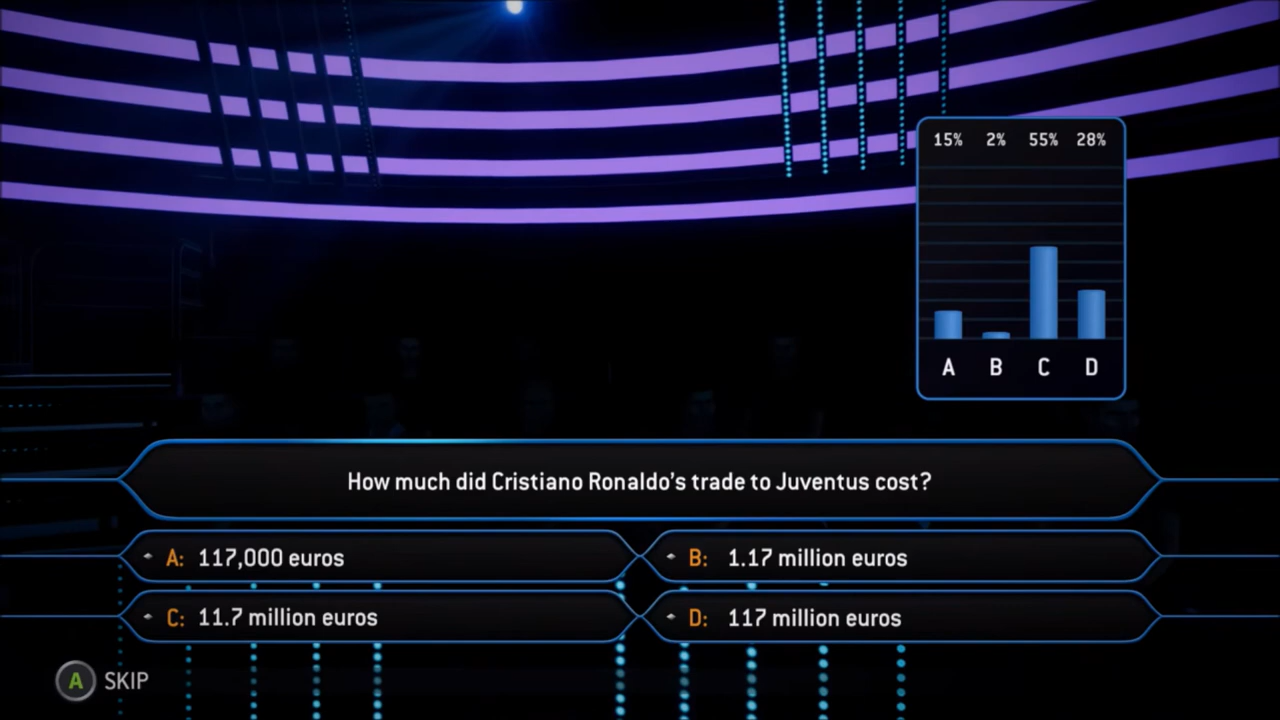 15% 2% 55% 28%
A B C D
How much did Cristiano Ronaldo's trade to Juventus cost?
A: 117,000 euros
B: 1.17 million euros
C: 11.7 million euros
D: 117 million euros
A SKIP